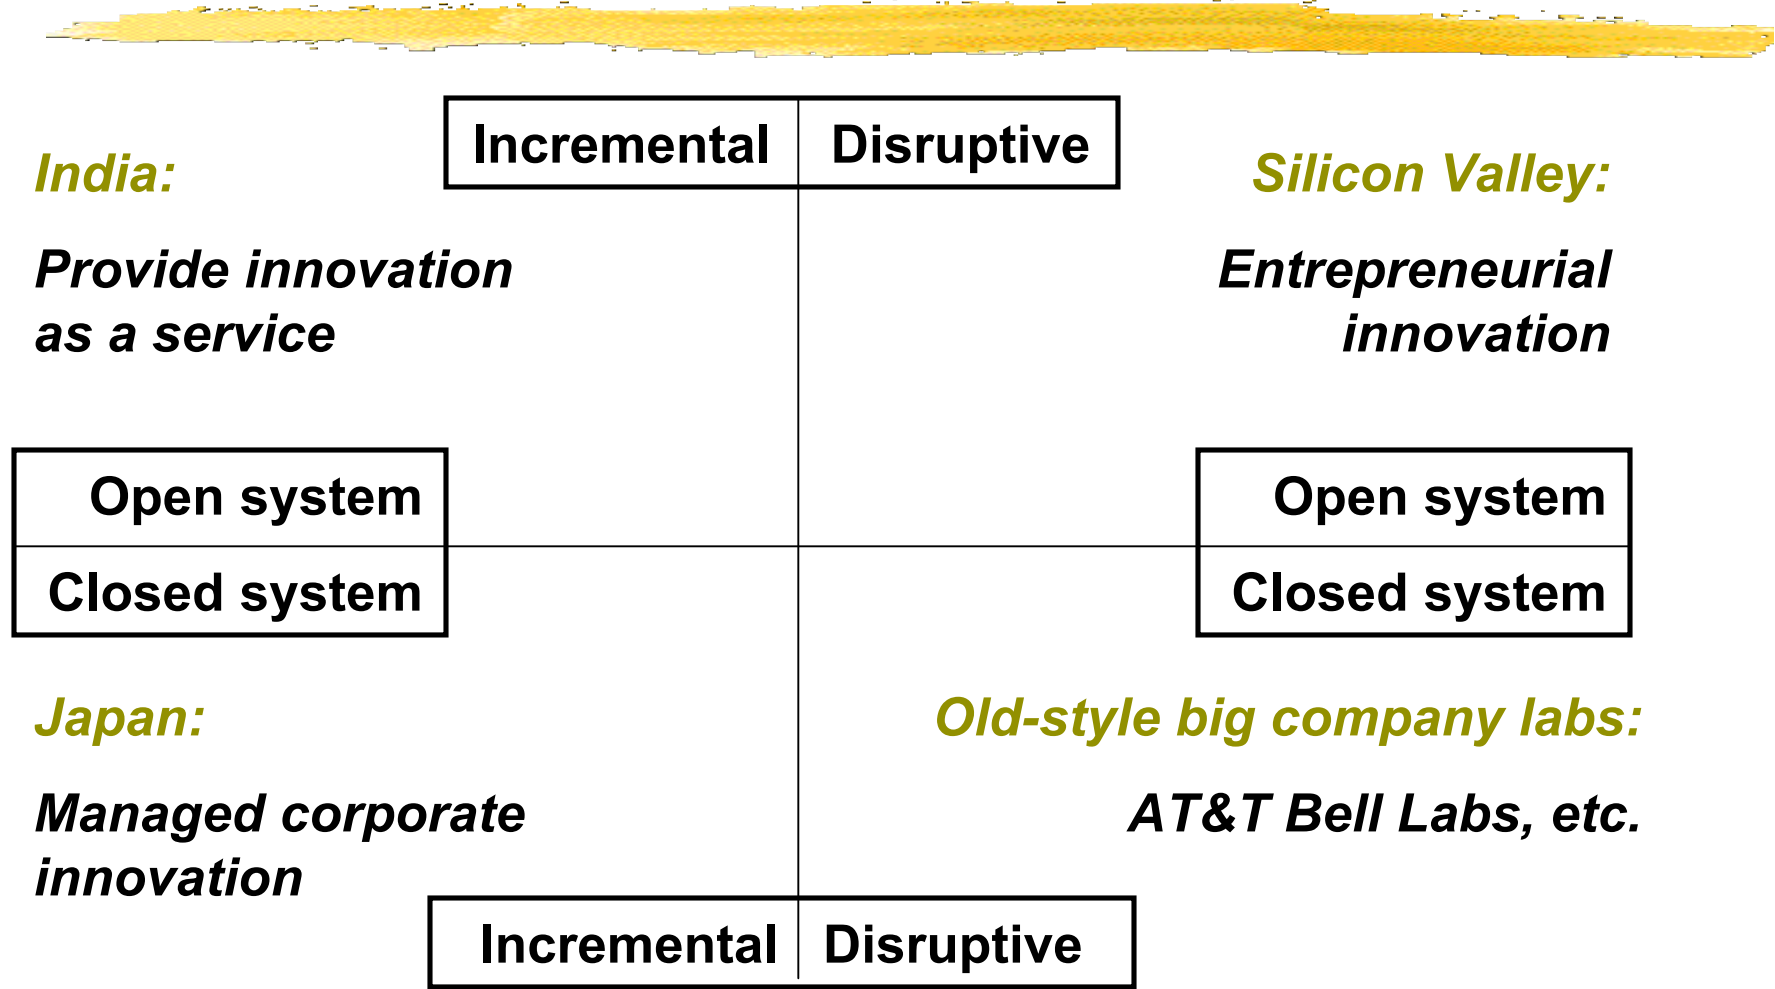 Incremental Disruptive
India:
Provide innovation
as a service
Silicon Valley:
Entrepreneurial
innovation
Open system
Closed system
Open system
Closed system
Japan:
Managed corporate
innovation
Old-style big company labs:
AT&T Bell Labs, etc.
Incremental Disruptive